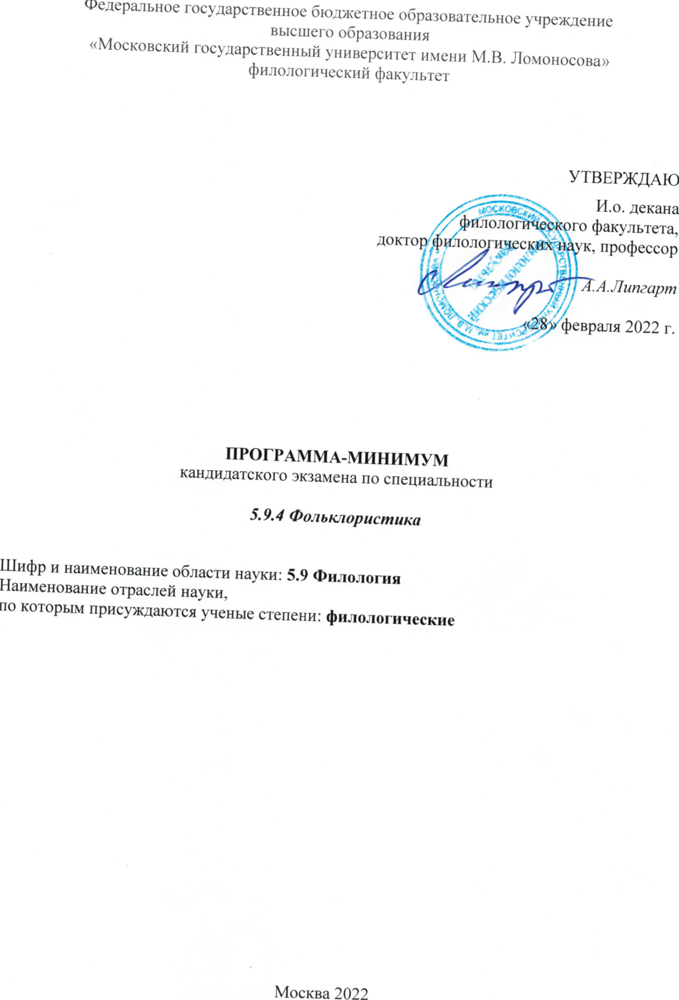 Федеральное государственное бюджетное образовательное учреждение
высшего образования
«Московский государственный университет имени М.В. Ломоносова»
филологический факультет
УТВЕРЖДАЮ
И.о. декана
филологического факультета,
доктор филологических наук, профессор
А.А.Липгарт
«28» февраля 2022 г.
МОСКОВСКИЙ ГОСУДАРСТВЕННЫЙ УНИВЕРСИТЕТ им. М.В. ЛОМОНОСОВА
ФИЛОЛОГИЧЕСКИЙ
ФАКУЛЬТЕТ
ПРОГРАММА-МИНИМУМ
кандидатского экзамена по специальности
5.9.4 Фольклористика
Шифр и наименование области науки: 5.9 Филология
Наименование отраслей науки,
по которым присуждаются ученые степени: филологические
Москва 2022